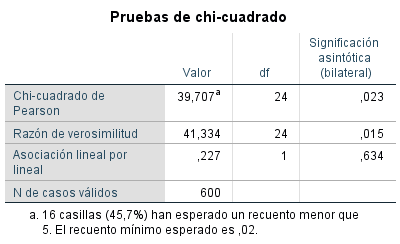 Pruebas de chi-cuadrado
Significación
asintótica
(bilateral)
Valor
df
Chi-cuadrado de
Pearson
39,707a
24
,023
Razón de verosimilitud
41,334
24
,015
Asociación lineal por
lineal
,227
1
,634
N de casos válidos
600
a. 16 casillas (45,7%) han esperado un recuento menor que
5. El recuento mínimo esperado es ,02.